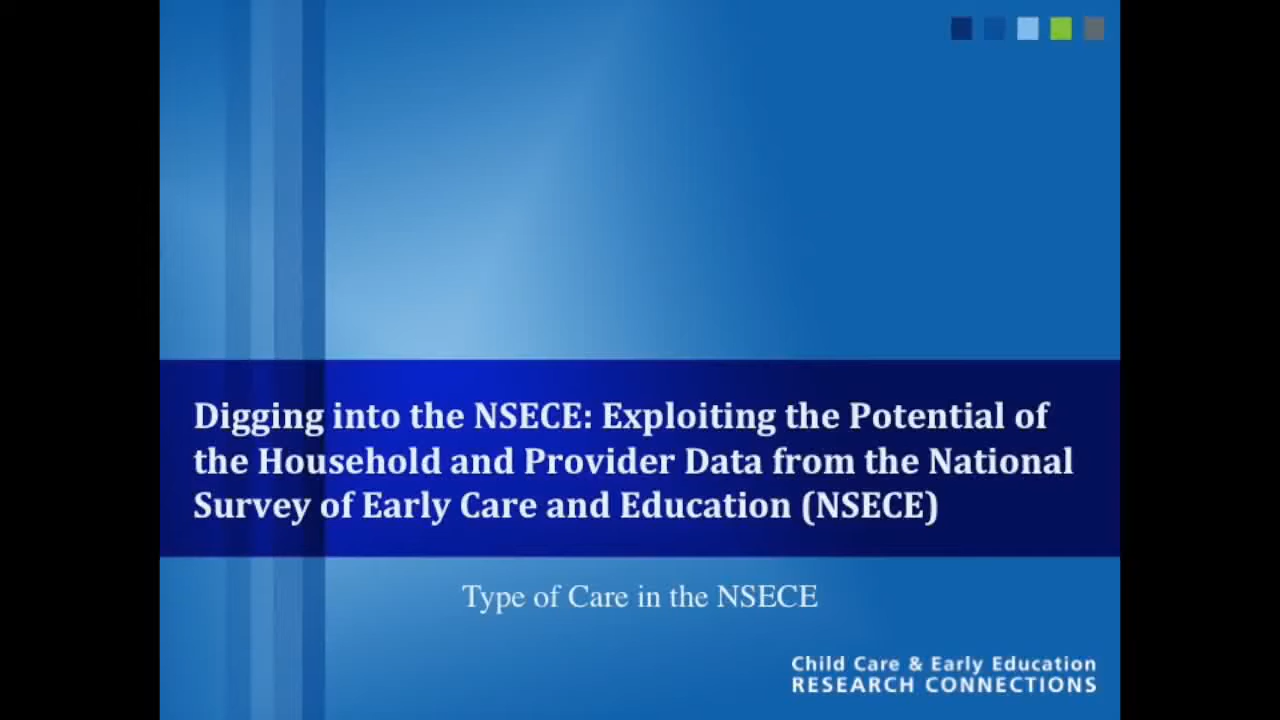 Digging into the NSECE: Exploiting the Potential of
the Household and Provider Data from the National
Survey of Early Care and Education (NSECE)
Type of Care in the NSECE
Child Care & Early Education
RESEARCH CONNECTIONS